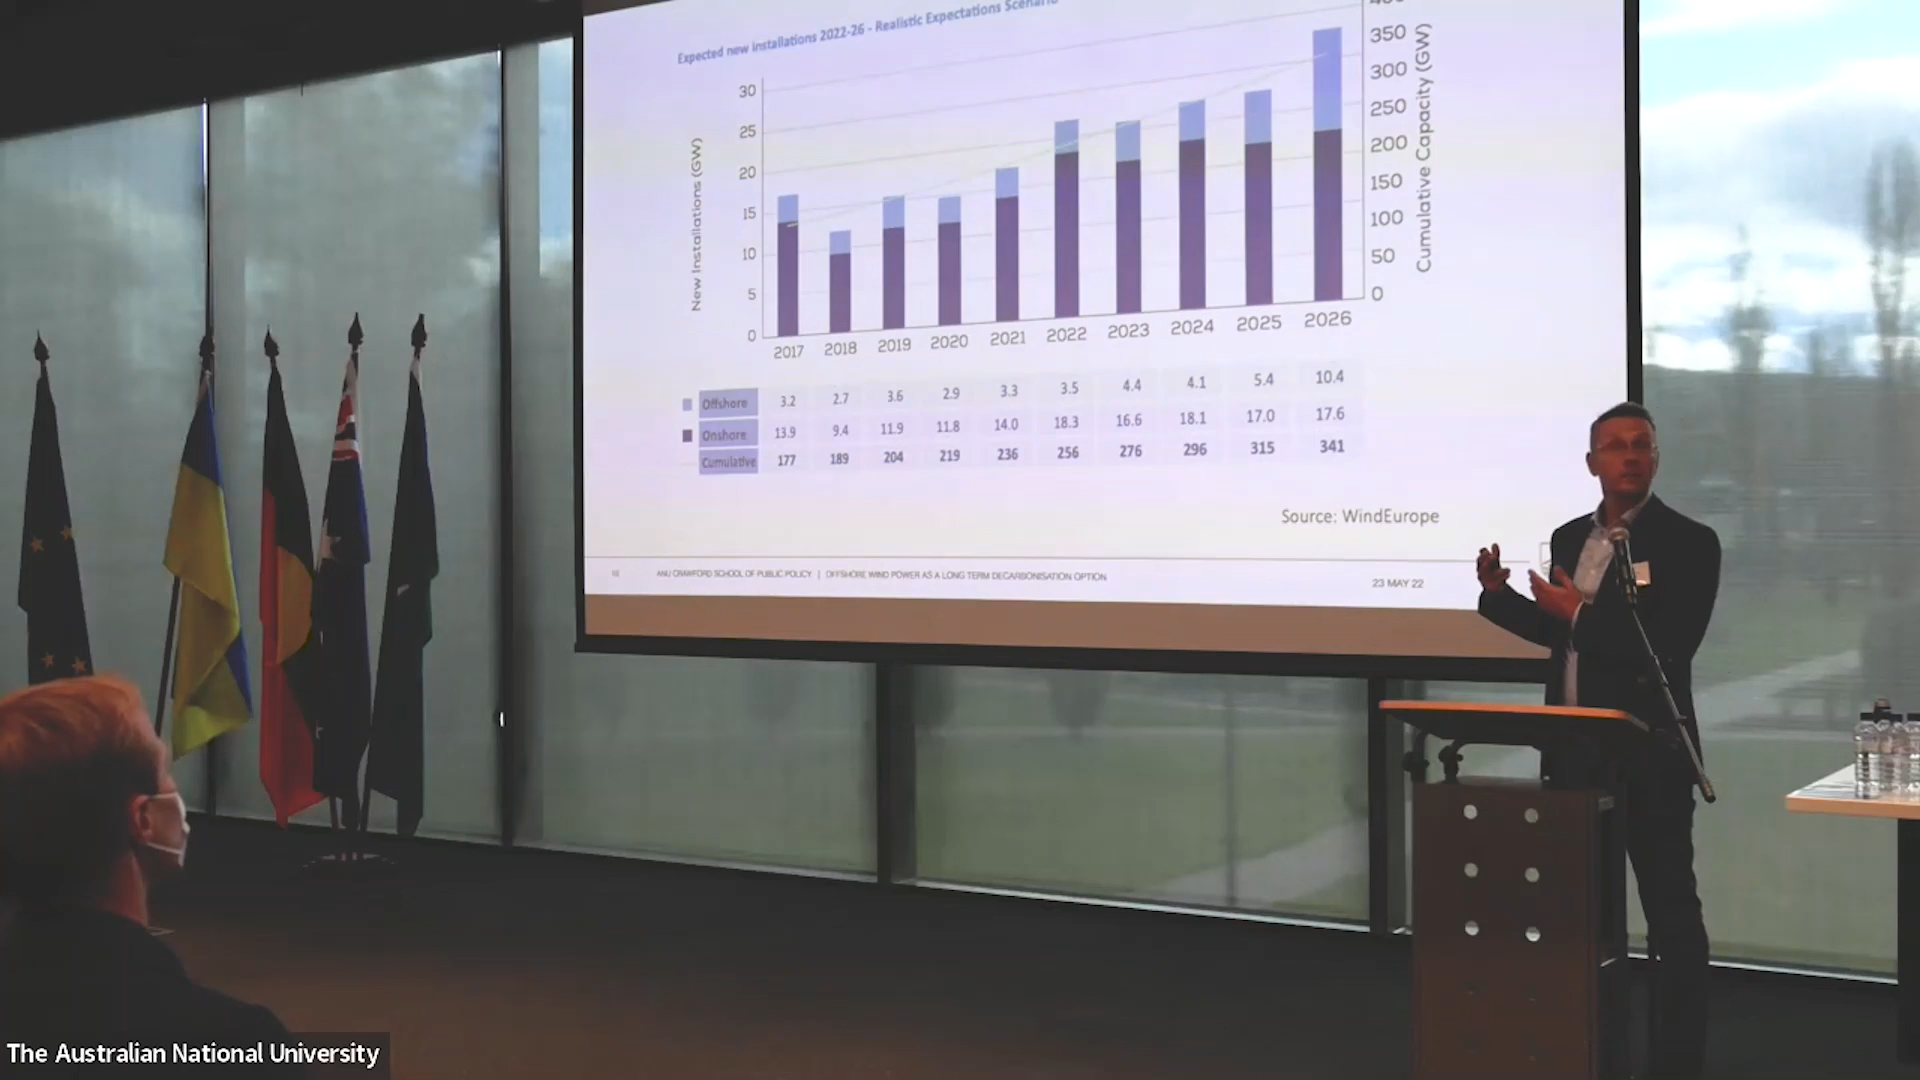 Expected new installations 2022-26 - Realistic Expectations Scenario
New Installations (GW)
30
25
20
15
10
5
0
350
300
250
200
150
100
50
0
Cumulative Capacity (GW)
2017 2018 2019 2020 2021 2022 2023 2024 2025 2026
Offshore 3.2 2.7 3.6 2.9 3.3 3.5 4.4 4.1 5.4 10.4
Onshore 13.9 9.4 11.9 11.8 14.0 18.3 16.6 18.1 17.0 17.6
Cumulative 177 189 204 219 236 256 276 296 315 341
Source: WindEurope
ANU CRAWFORD SCHOOL OF PUBLIC POLICY | OFFSHORE WIND POWER AS A LONG TERM DECARBONISATION OPTION
23 MAY 22
The Australian National University